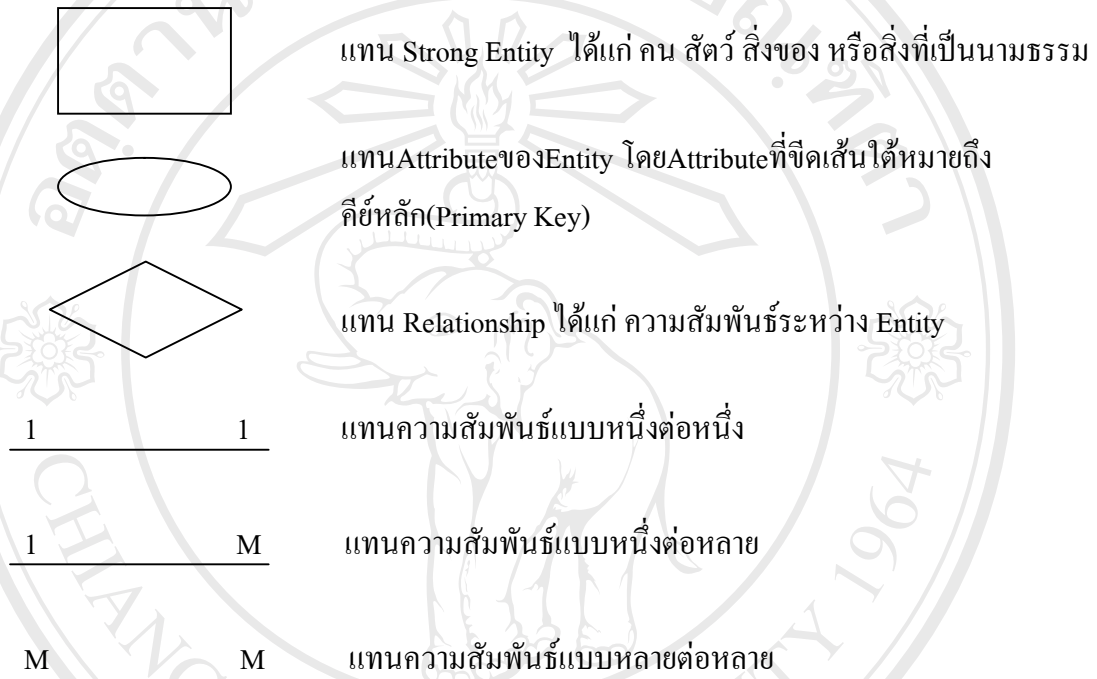 แทน Strong Entity ได้แก่ คน สัตว์ สิ่งของ หรือสิ่งที่เป็นนามธรรม
แทนAttributeของEntity โดยAttributeที่ขีดเส้นใต้หมายถึง
คีย์หลัก(Primary Key)
แทน Relationship ได้แก่ ความสัมพันธ์ระหว่าง Entity
1 1 แทนความสัมพันธ์แบบหนึ่งต่อหนึ่ง
1 M แทนความสัมพันธ์แบบหนึ่งต่อหลาย
M M แทนความสัมพันธ์แบบหลายต่อหลาย